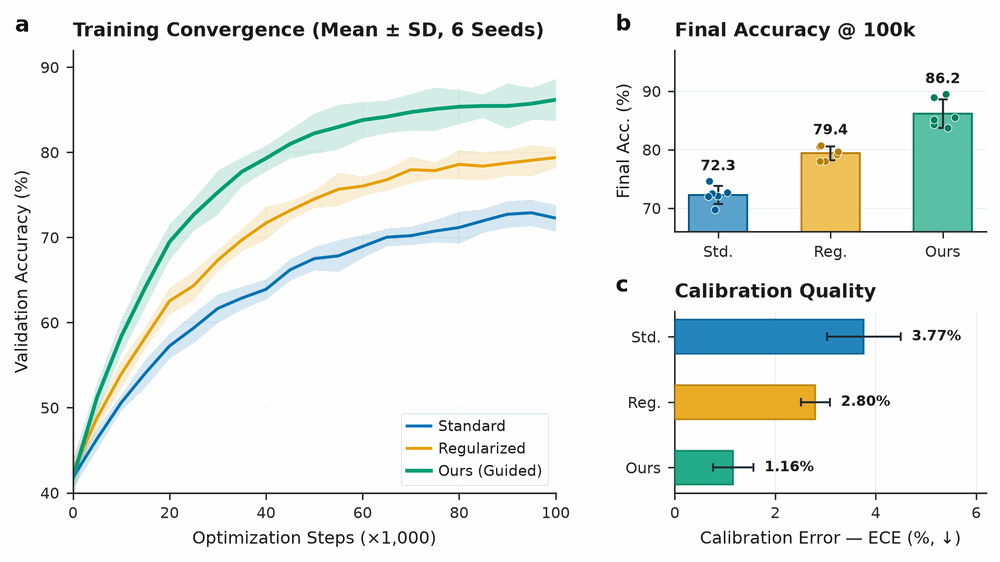 a
Training Convergence (Mean ± SD, 6 Seeds)
Validation Accuracy (%)
90
80
70
60
50
40
0
20
40
60
80
100
Optimization Steps (×1,000)
Standard
Regularized
Ours (Guided)
b
Final Accuracy @ 100k
Final Acc. (%)
90
80
70
72.3
79.4
86.2
Std.
Reg.
Ours
c
Calibration Quality
Std.
3.77%
Reg.
2.80%
Ours
1.16%
0
2
4
6
Calibration Error — ECE (%, ↓)